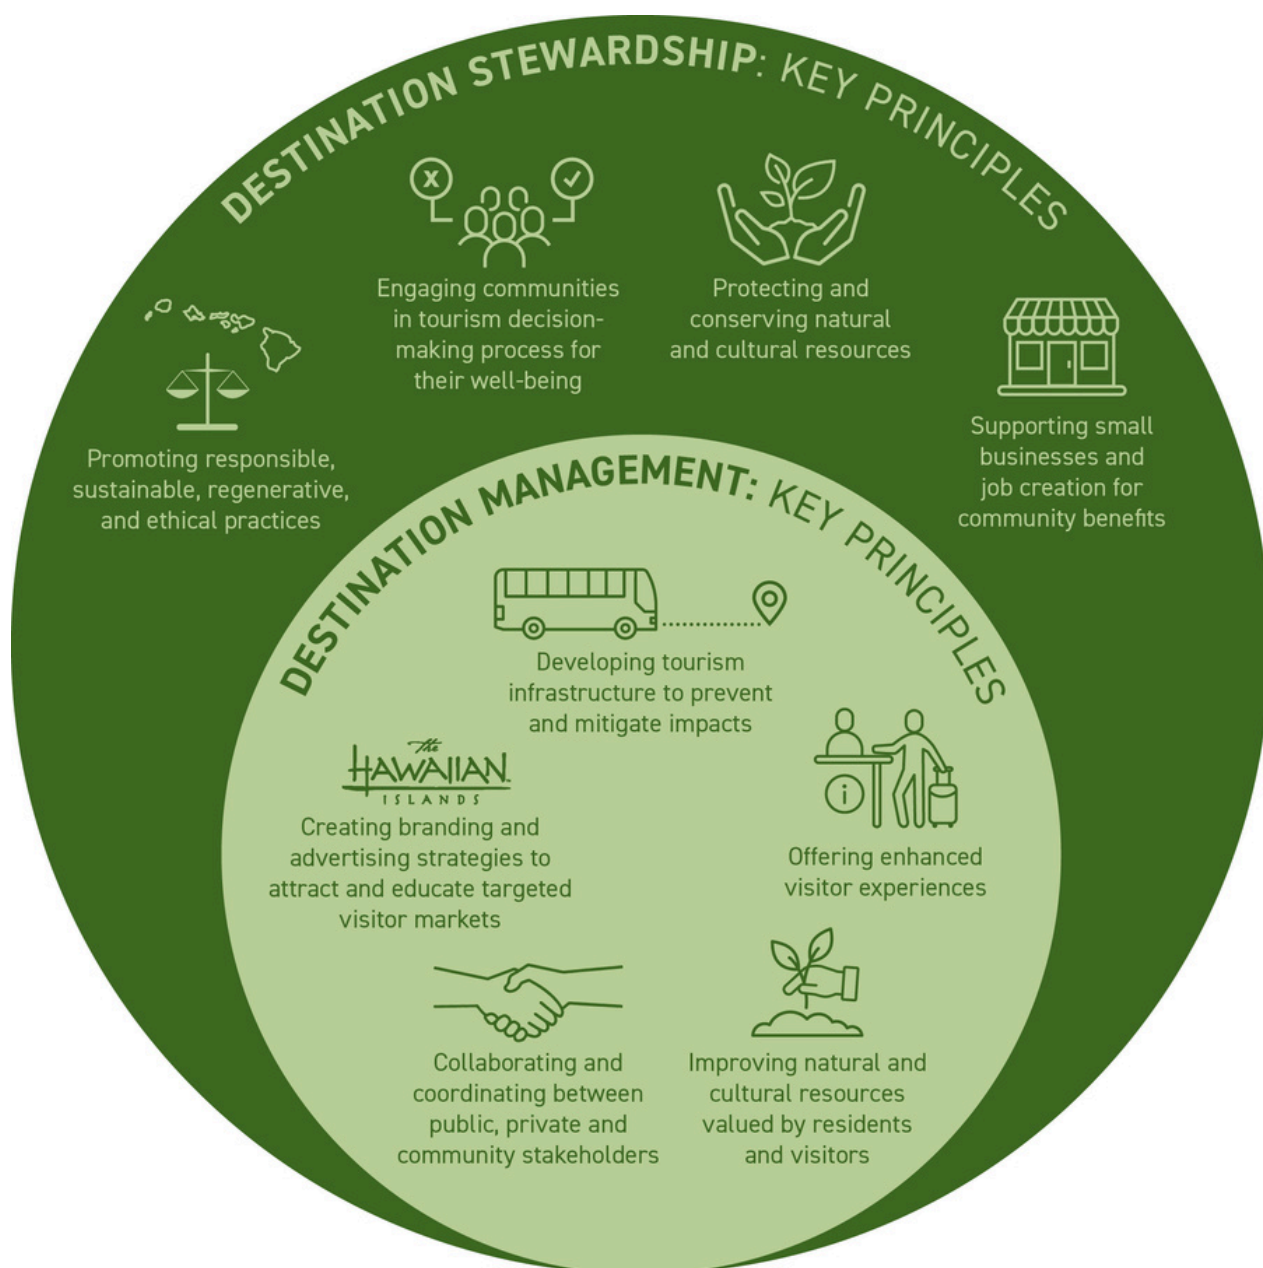 DESTINATION STEWARDSHIP: KEY PRINCIPLES
X
Engaging communities
in tourism decision-
making process for
their well-being
Protecting and
conserving natural
and cultural resources
Promoting responsible,
sustainable, regenerative,
and ethical practices
Supporting small
businesses and
job creation for
community benefits
DESTINATION MANAGEMENT: KEY PRINCIPLES
Developing tourism
infrastructure to prevent
and mitigate impacts
The
HAWAIIAN™
ISLANDS
Creating branding and
advertising strategies to
attract and educate targeted
visitor markets
i
Offering enhanced
visitor experiences
Collaborating and
coordinating between
public, private and
community stakeholders
Improving natural and
cultural resources
valued by residents
and visitors